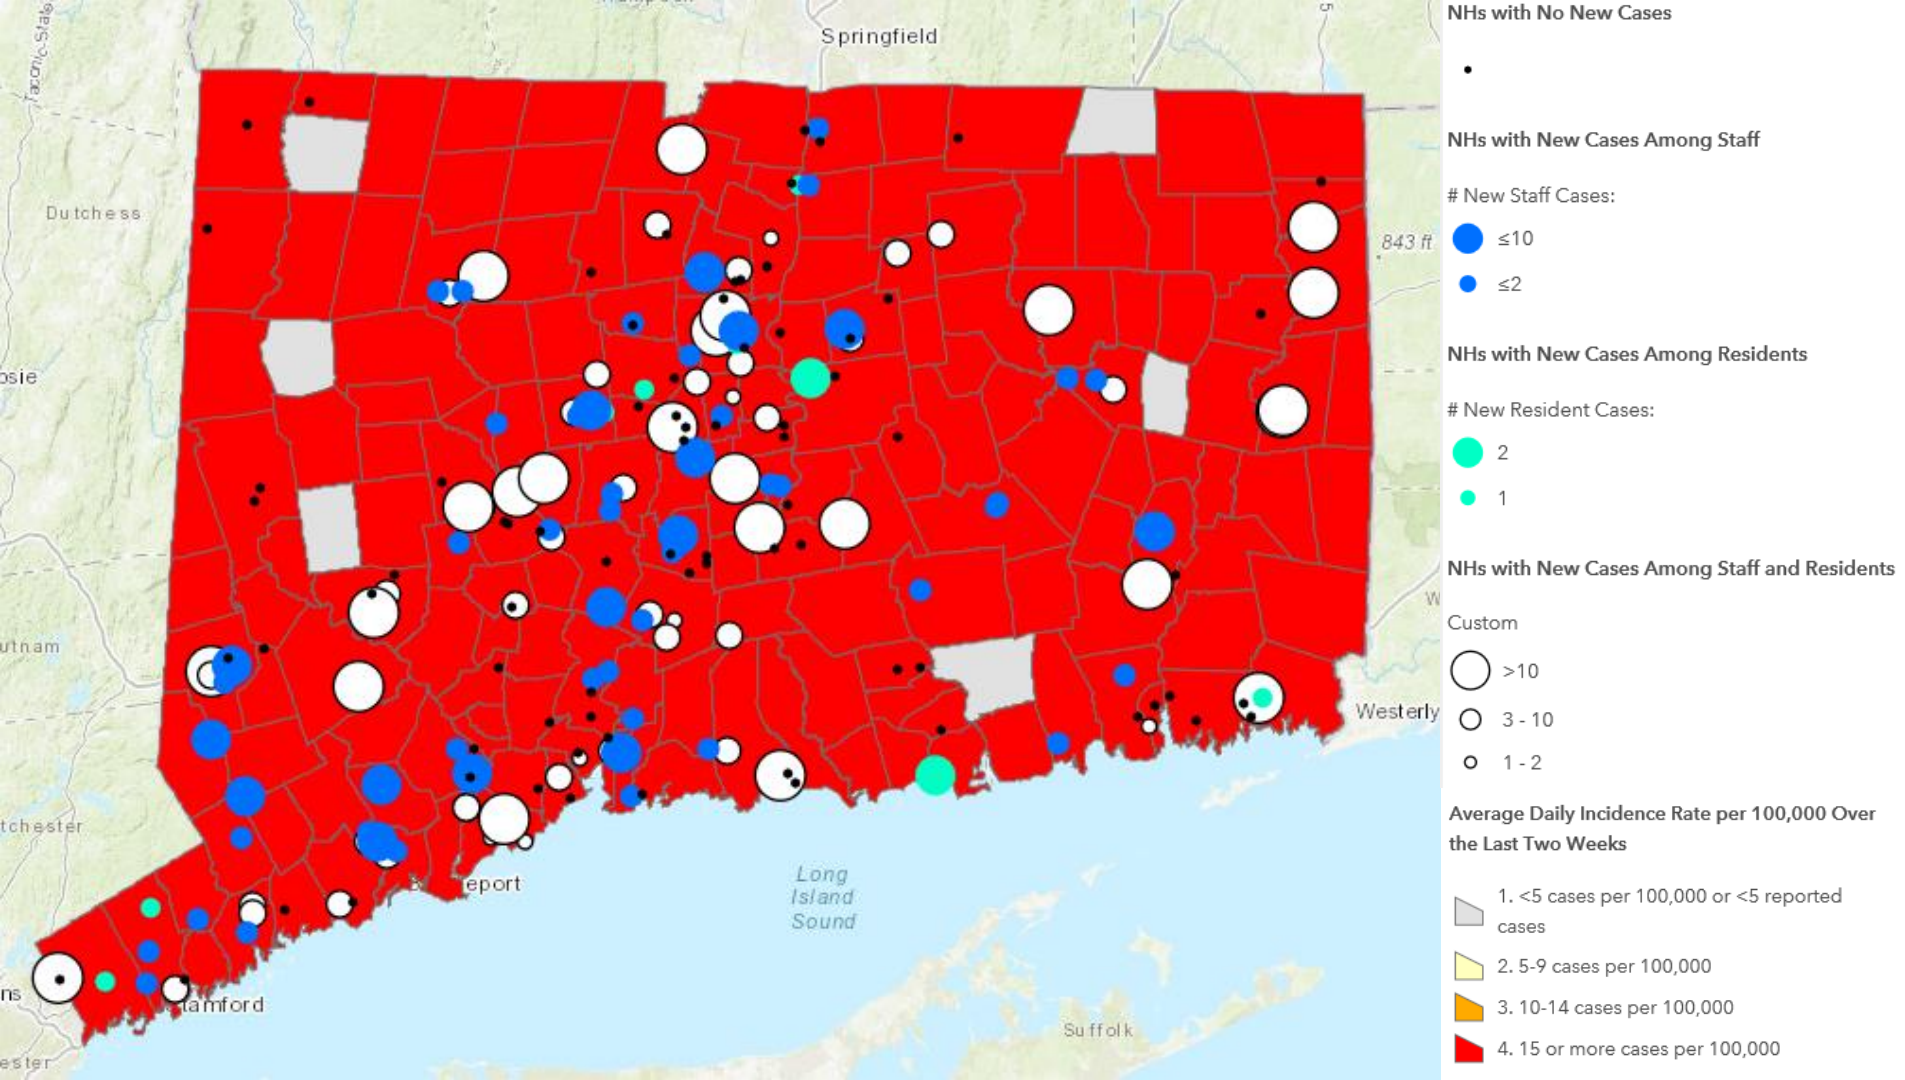 Springfield
Taconic State
5
Dutchess
843 ft
osie
utnam
W
Westerly
tchester
eport
Long
Island
Sound
ns
tamford
Suffolk
ester
NHs with No New Cases
NHs with New Cases Among Staff
# New Staff Cases:
≤10
≤2
NHs with New Cases Among Residents
# New Resident Cases:
2
1
NHs with New Cases Among Staff and Residents
Custom
>10
3 - 10
1 - 2
Average Daily Incidence Rate per 100,000 Over
the Last Two Weeks
1. <5 cases per 100,000 or <5 reported
cases
2. 5-9 cases per 100,000
3. 10-14 cases per 100,000
4. 15 or more cases per 100,000